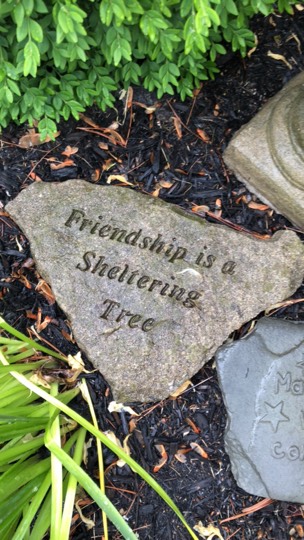 Friendship is a
Sheltering
Tree